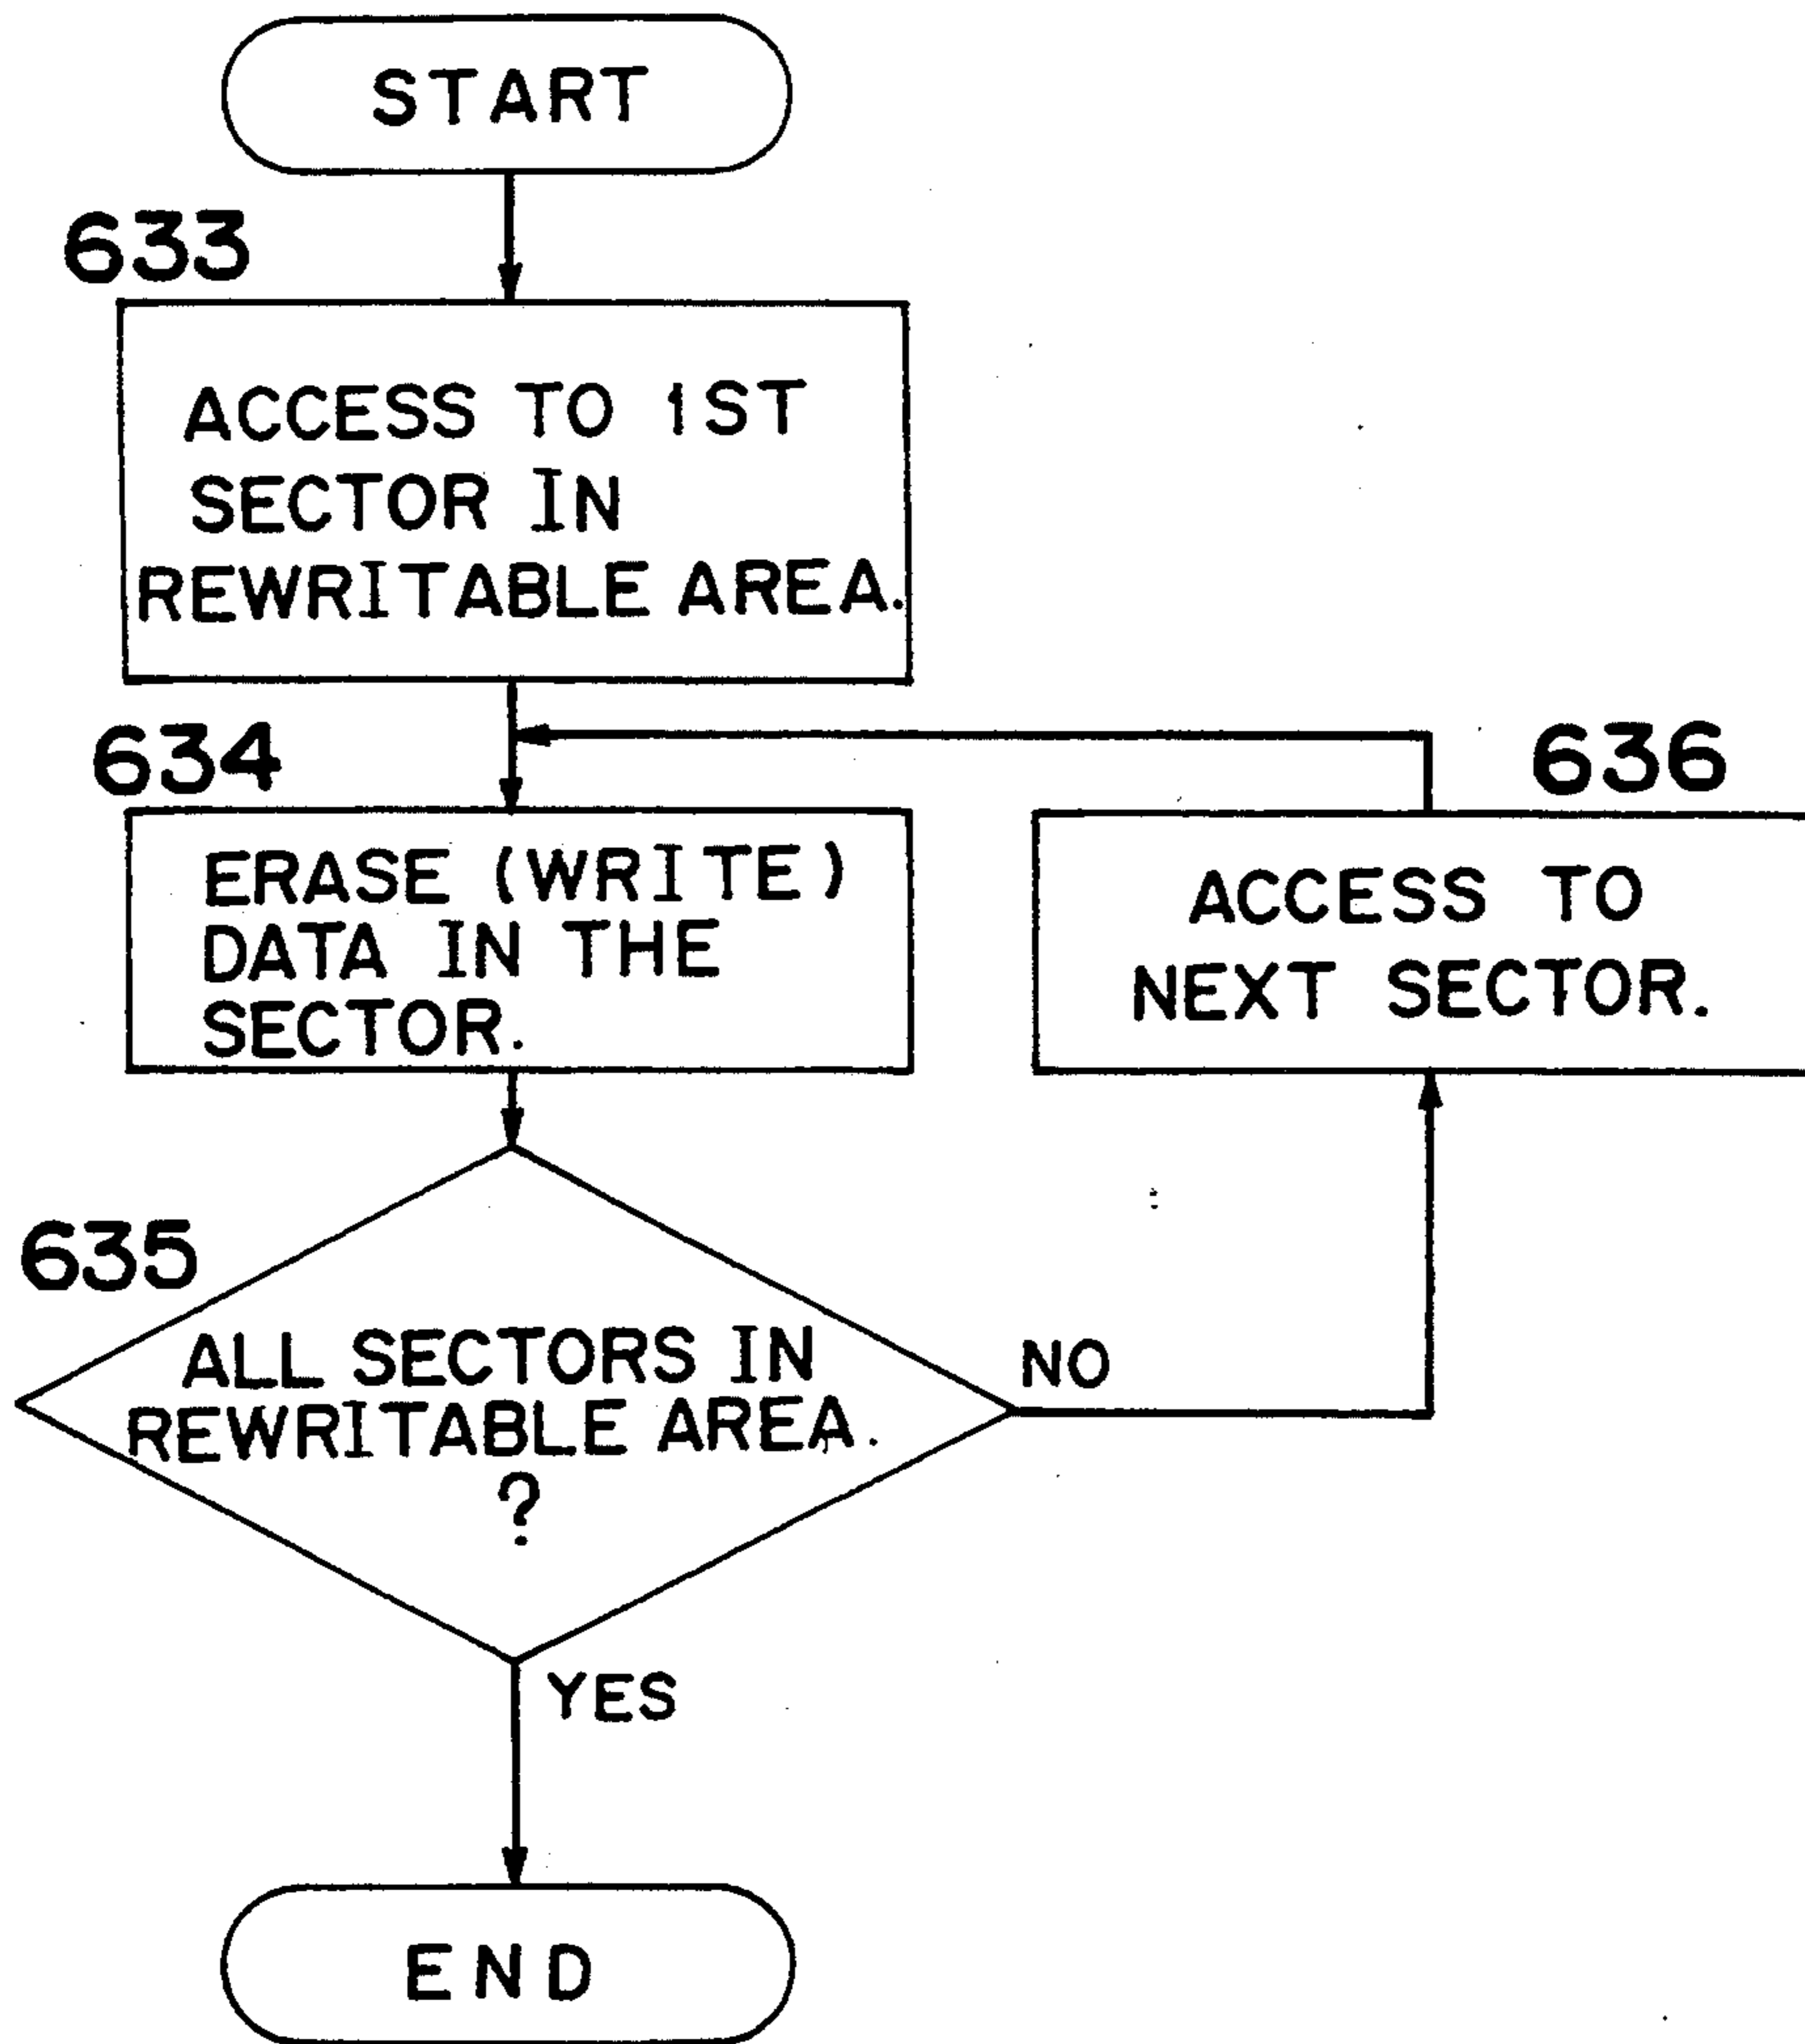 START
633
ACCESS TO 1ST
SECTOR IN
REWRITABLE AREA.
634
636
ERASE (WRITE)
DATA IN THE
SECTOR.
ACCESS TO
NEXT SECTOR.
635
ALL SECTORS IN
REWRITABLE AREA.
?
NO
YES
END